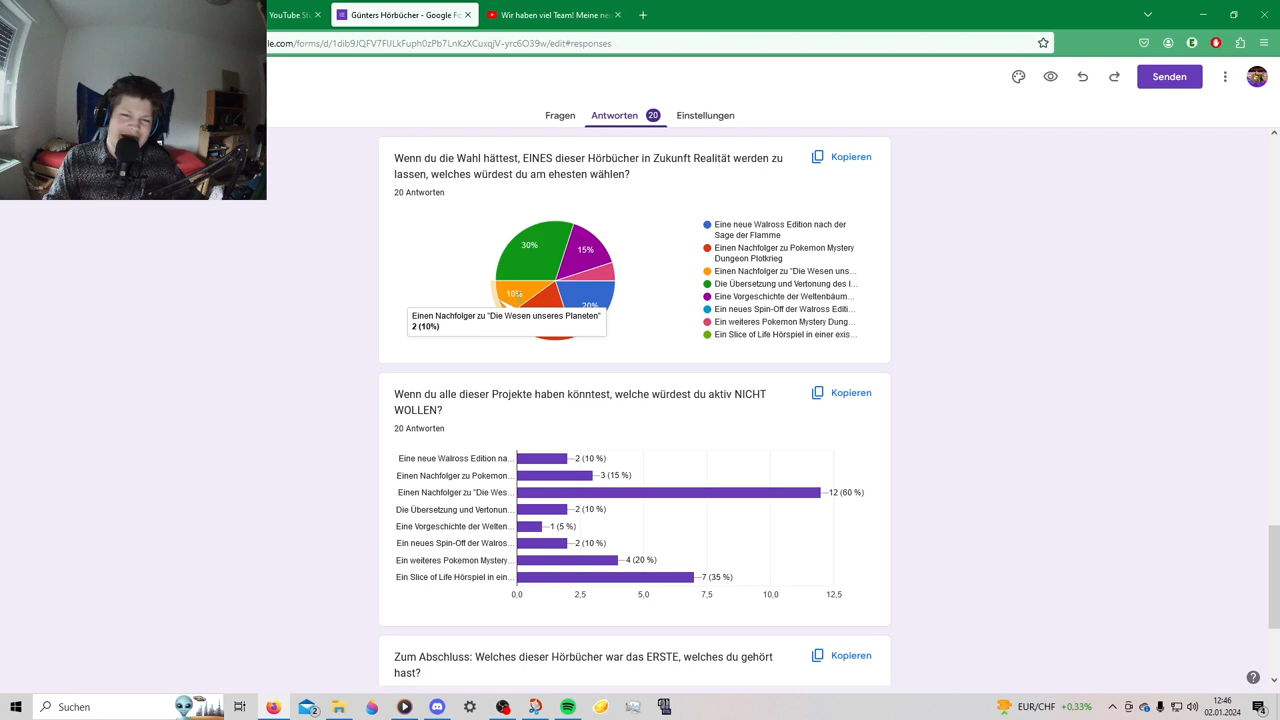 YouTube St
Günters Hörbücher - Google Fo
Wir haben viel Team! Meine ne
le.com/forms/d/1dib9JQFV7FlJLkFuph0zPb7LnKzXCuxqjV-yrc6O39w/edit#responses
Senden
Fragen
Antworten 20
Einstellungen
Wenn du die Wahl hättest, EINES dieser Hörbücher in Zukunft Realität werden zu
lassen, welches würdest du am ehesten wählen?
Kopieren
20 Antworten
30%
15%
10%
20%
Einen Nachfolger zu "Die Wesen unseres Planeten"
2 (10%)
Eine neue Walross Edition nach der
Sage der Flamme
Einen Nachfolger zu Pokemon Mystery
Dungeon Plotkrieg
Einen Nachfolger zu "Die Wesen uns…
Die Übersetzung und Vertonung des I…
Eine Vorgeschichte der Weltenbäum…
Ein neues Spin-Off der Walross Editi…
Ein weiteres Pokemon Mystery Dung…
Ein Slice of Life Hörspiel in einer exis…
Wenn du alle dieser Projekte haben könntest, welche würdest du aktiv NICHT
WOLLEN?
Kopieren
20 Antworten
Eine neue Walross Edition na… 2 (10 %)
Einen Nachfolger zu Pokemon… 3 (15 %)
Einen Nachfolger zu "Die Wes… 12 (60 %)
Die Übersetzung und Vertonun… 2 (10 %)
Eine Vorgeschichte der Welten… 1 (5 %)
Ein neues Spin-Off der Walros… 2 (10 %)
Ein weiteres Pokemon Mystery… 4 (20 %)
Ein Slice of Life Hörspiel in ein… 7 (35 %)
0,0 2,5 5,0 7,5 10,0 12,5
Zum Abschluss: Welches dieser Hörbücher war das ERSTE, welches du gehört
hast?
Kopieren
Suchen
2
EUR/CHF +0,33%
12:46
02.01.2024
4